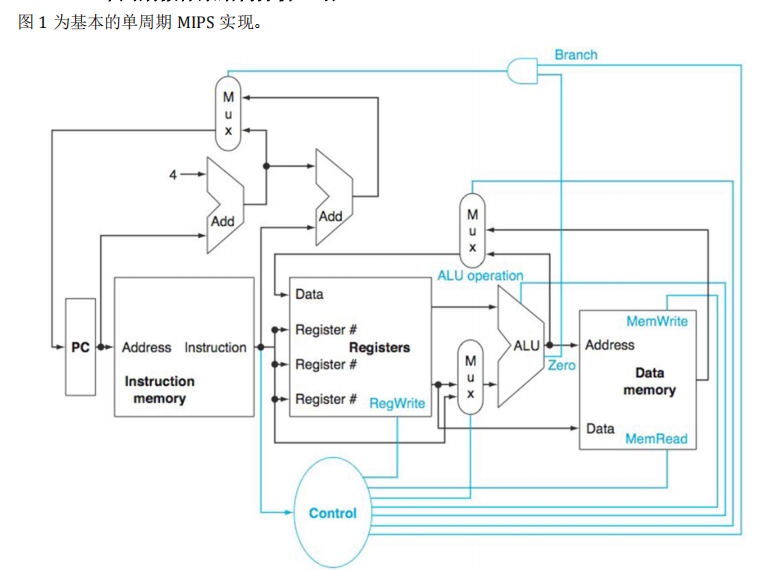 图 1 为基本的单周期 MIPS 实现。
Branch
M
u
x
4
Add
Add
M
u
x
ALU operation
Data
Register #
Registers
Register #
Register #
RegWrite
PC
Address
Instruction
Instruction
memory
M
u
x
ALU
Zero
MemWrite
Address
Data
memory
Data
MemRead
Control